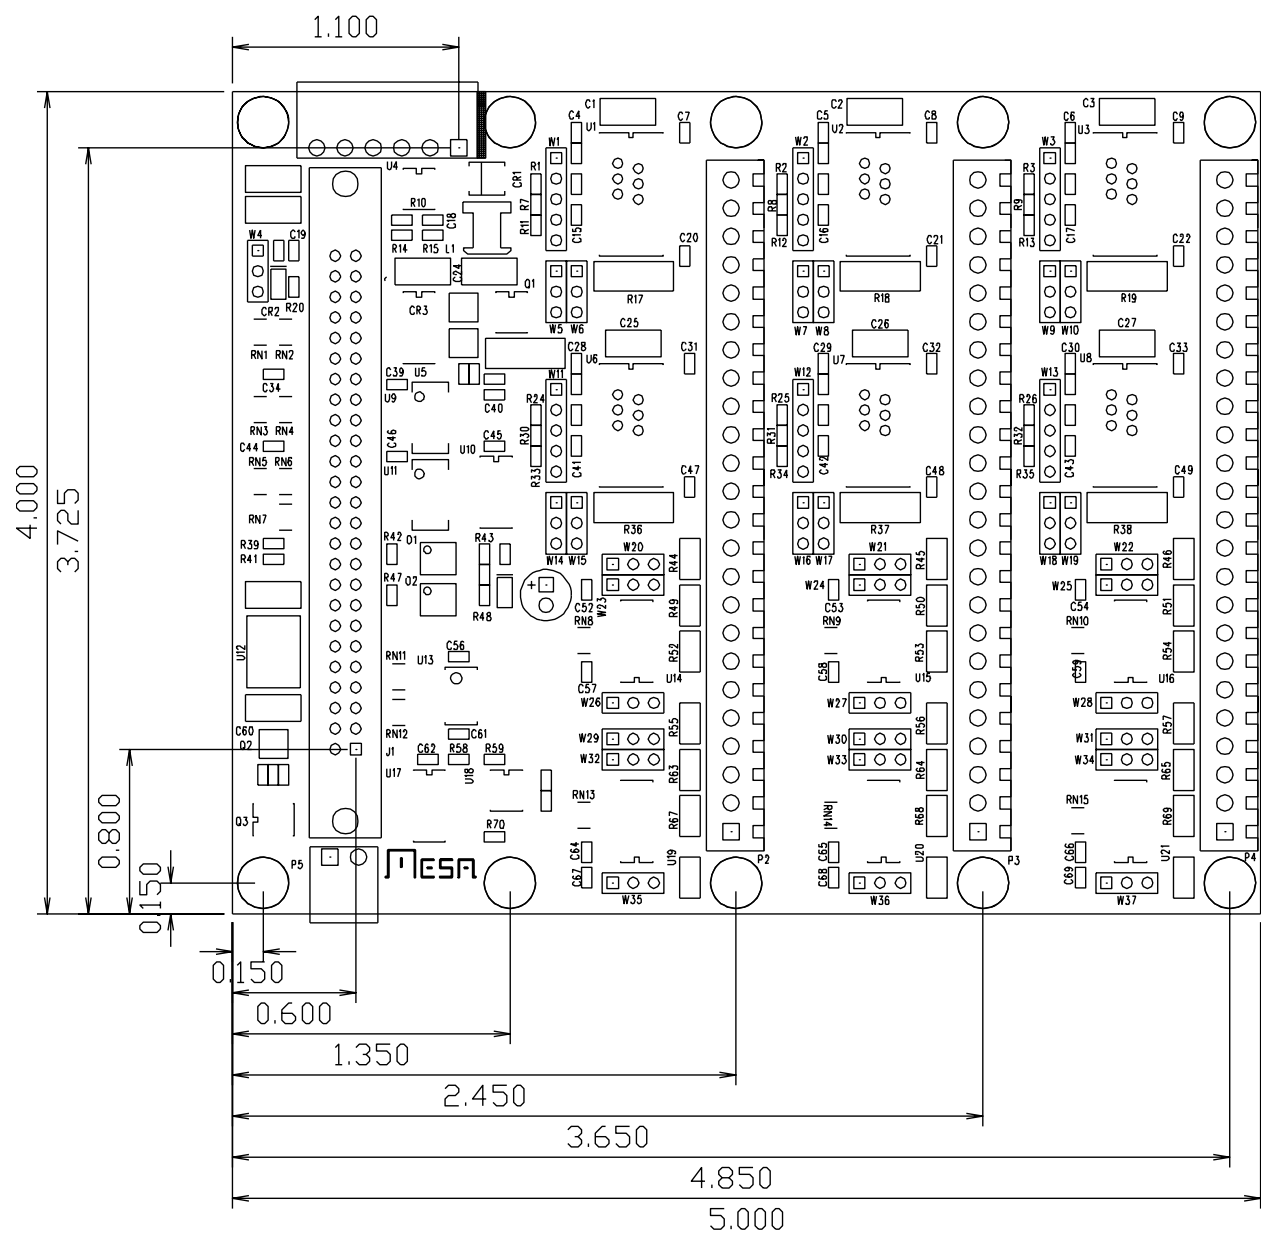 1.100
C1 C2 C3
C4 C7 C5 C8 C6 C9
U1 U2 U3
W1 W2 W3
U4 R1 CR1 R2 R3
R10 R7 R8 R9
C18 R11 C15 R12 C16 R13 C17
W4 C19 R14 R15 L1 C20 C21 C22
C24 Q1
CR2 R20 CR3 R17 R18 R19
W5 W6 W7 W8 W9 W10
C25 C26 C27
RN1 RN2 C28 U6 C31 C29 U7 C32 C30 U8 C33
C34 C39 U5 W11 W12 W13
U9 C40 R24 R25 R26
RN3 RN4 R30 R31 R32
C44 C46 U10 C45 C41 C42 C43
RN5 RN6 U11 R33 R34 R35
C47 C48 C49
RN7 R36 R37 R38
4.000
3.725
R39 R42 R43 W14 W15 W20 R44 W16 W17 W21 R45 W18 W19 W22 R46
R41 R47 + W24 W25
C52 W23 R49 C53 R50 C54 R51
R48 RN8 RN9 RN10
U12 RN11 U13 C56 R52 R53 R54
C57 U14 C58 U15 C59 U16
W26 W27 W28
C60 RN12 C61 R55 R56 R57
J1 W29 W30 W31
C62 R58 R59 W32 W33 W34
U17 U18 R63 R64 R65
RN13 RN14 RN15
Q3 R70 R67 R68 R69
0.800
P5 MESA C64 U19 P2 C65 U20 P3 C66 U21 P4
C67 C68 C69
0.150
W35 W36 W37
0.150
0.600
1.350
2.450
3.650
4.850
5.000